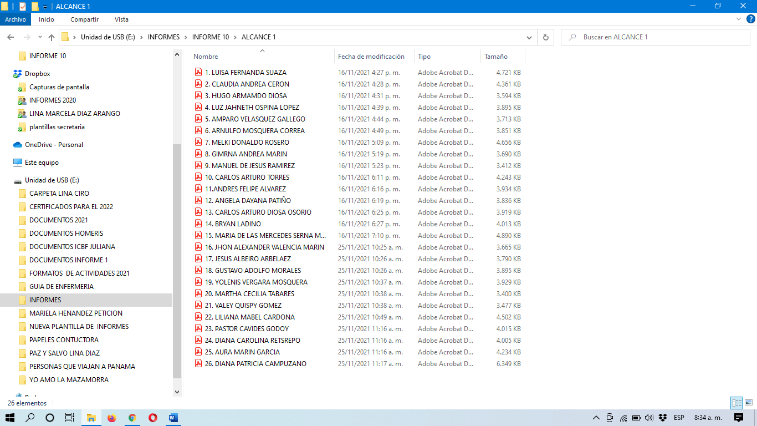 ALCANCE 1
Archivo Inicio Compartir Vista
Unidad de USB (E:) > INFORMES > INFORME 10 > ALCANCE 1
Buscar en ALCANCE 1
Nombre Fecha de modificación Tipo Tamaño
INFORME 10
Dropbox
Capturas de pantalla
INFORMES 2020
LINA MARCELA DIAZ ARANGO
plantillas secretaria
OneDrive - Personal
Este equipo
Unidad de USB (E:)
CARPETA LINA CIRO
CERTIFICADOS PARA EL 2022
DOCUMENTOS 2021
DOCUMENTOS HOMERIS
DOCUMENTOS ICBF JULIANA
DOCUMENTOS INFORME 1
FORMATOS DE ACTIVIDADES 2021
GUIA DE ENFERMERIA
INFORMES
MARIELA HENANDEZ PETICION
NUEVA PLANTILLA DE INFORMES
PAPELES CONTUCTORA
PAZ Y SALVO LINA DIAZ
PERSONAS QUE VIAJAN A PANAMA
YO AMO LA MAZAMORRA
1. LUISA FERNANDA SUAZA 16/11/2021 4:27 p. m. Adobe Acrobat D... 4.721 KB
2. CLAUDIA ANDREA CERON 16/11/2021 4:28 p. m. Adobe Acrobat D... 4.361 KB
3. HUGO ARMANDO DIOSA 16/11/2021 4:31 p. m. Adobe Acrobat D... 3.594 KB
4. LUZ JAHNETH OSPINA LOPEZ 16/11/2021 4:39 p. m. Adobe Acrobat D... 3.895 KB
5. AMPARO VELASQUEZ GALLEGO 16/11/2021 4:44 p. m. Adobe Acrobat D... 3.713 KB
6. ARNULFO MOSQUERA CORREA 16/11/2021 4:49 p. m. Adobe Acrobat D... 3.851 KB
7. MELKI DONALDO ROSERO 16/11/2021 5:09 p. m. Adobe Acrobat D... 4.656 KB
8. GIMRNA ANDREA MARIN 16/11/2021 5:19 p. m. Adobe Acrobat D... 3.690 KB
9. MANUEL DE JESUS RAMIREZ 16/11/2021 5:23 p. m. Adobe Acrobat D... 3.412 KB
10. CARLOS ARTURO TORRES 16/11/2021 6:11 p. m. Adobe Acrobat D... 4.243 KB
11,ANDRES FELIPE ALVAREZ 16/11/2021 6:16 p. m. Adobe Acrobat D... 3.934 KB
12. ANGELA DAYANA PATIÑO 16/11/2021 6:19 p. m. Adobe Acrobat D... 3.836 KB
13. CARLOS ARTURO DIOSA OSORIO 16/11/2021 6:25 p. m. Adobe Acrobat D... 3.919 KB
14. BRYAN LADINO 16/11/2021 6:27 p. m. Adobe Acrobat D... 4.013 KB
15. MARIA DE LAS MERCEDES SERNA M... 16/11/2021 7:10 p. m. Adobe Acrobat D... 4.890 KB
16. JHON ALEXANDER VALENCIA MARIN 25/11/2021 10:25 a. m. Adobe Acrobat D... 3.665 KB
17. JESUS ALBEIRO ARBELAEZ 25/11/2021 10:26 a. m. Adobe Acrobat D... 3.790 KB
18. GUSTAVO ADOLFO MORALES 25/11/2021 10:26 a. m. Adobe Acrobat D... 3.895 KB
19. YOLENIS VERGARA MOSQUERA 25/11/2021 10:37 a. m. Adobe Acrobat D... 3.929 KB
20. MARTHA CECILIA TABARES 25/11/2021 10:38 a. m. Adobe Acrobat D... 3.400 KB
21. VALEY QUISPY GOMEZ 25/11/2021 10:38 a. m. Adobe Acrobat D... 3.477 KB
22, LILIANA MABEL CARDONA 25/11/2021 10:49 a. m. Adobe Acrobat D... 4.502 KB
23. PASTOR CAVIDES GODOY 25/11/2021 11:16 a. m. Adobe Acrobat D... 4.015 KB
24. DIANA CAROLINA RETSREPO 25/11/2021 11:16 a. m. Adobe Acrobat D... 4.005 KB
25. AURA MARIN GARCIA 25/11/2021 11:16 a. m. Adobe Acrobat D... 4.234 KB
26. DIANA PATRICIA CAMPUZANO 25/11/2021 11:17 a. m. Adobe Acrobat D... 6.349 KB
26 elementos
ESP 8:34 a. m.